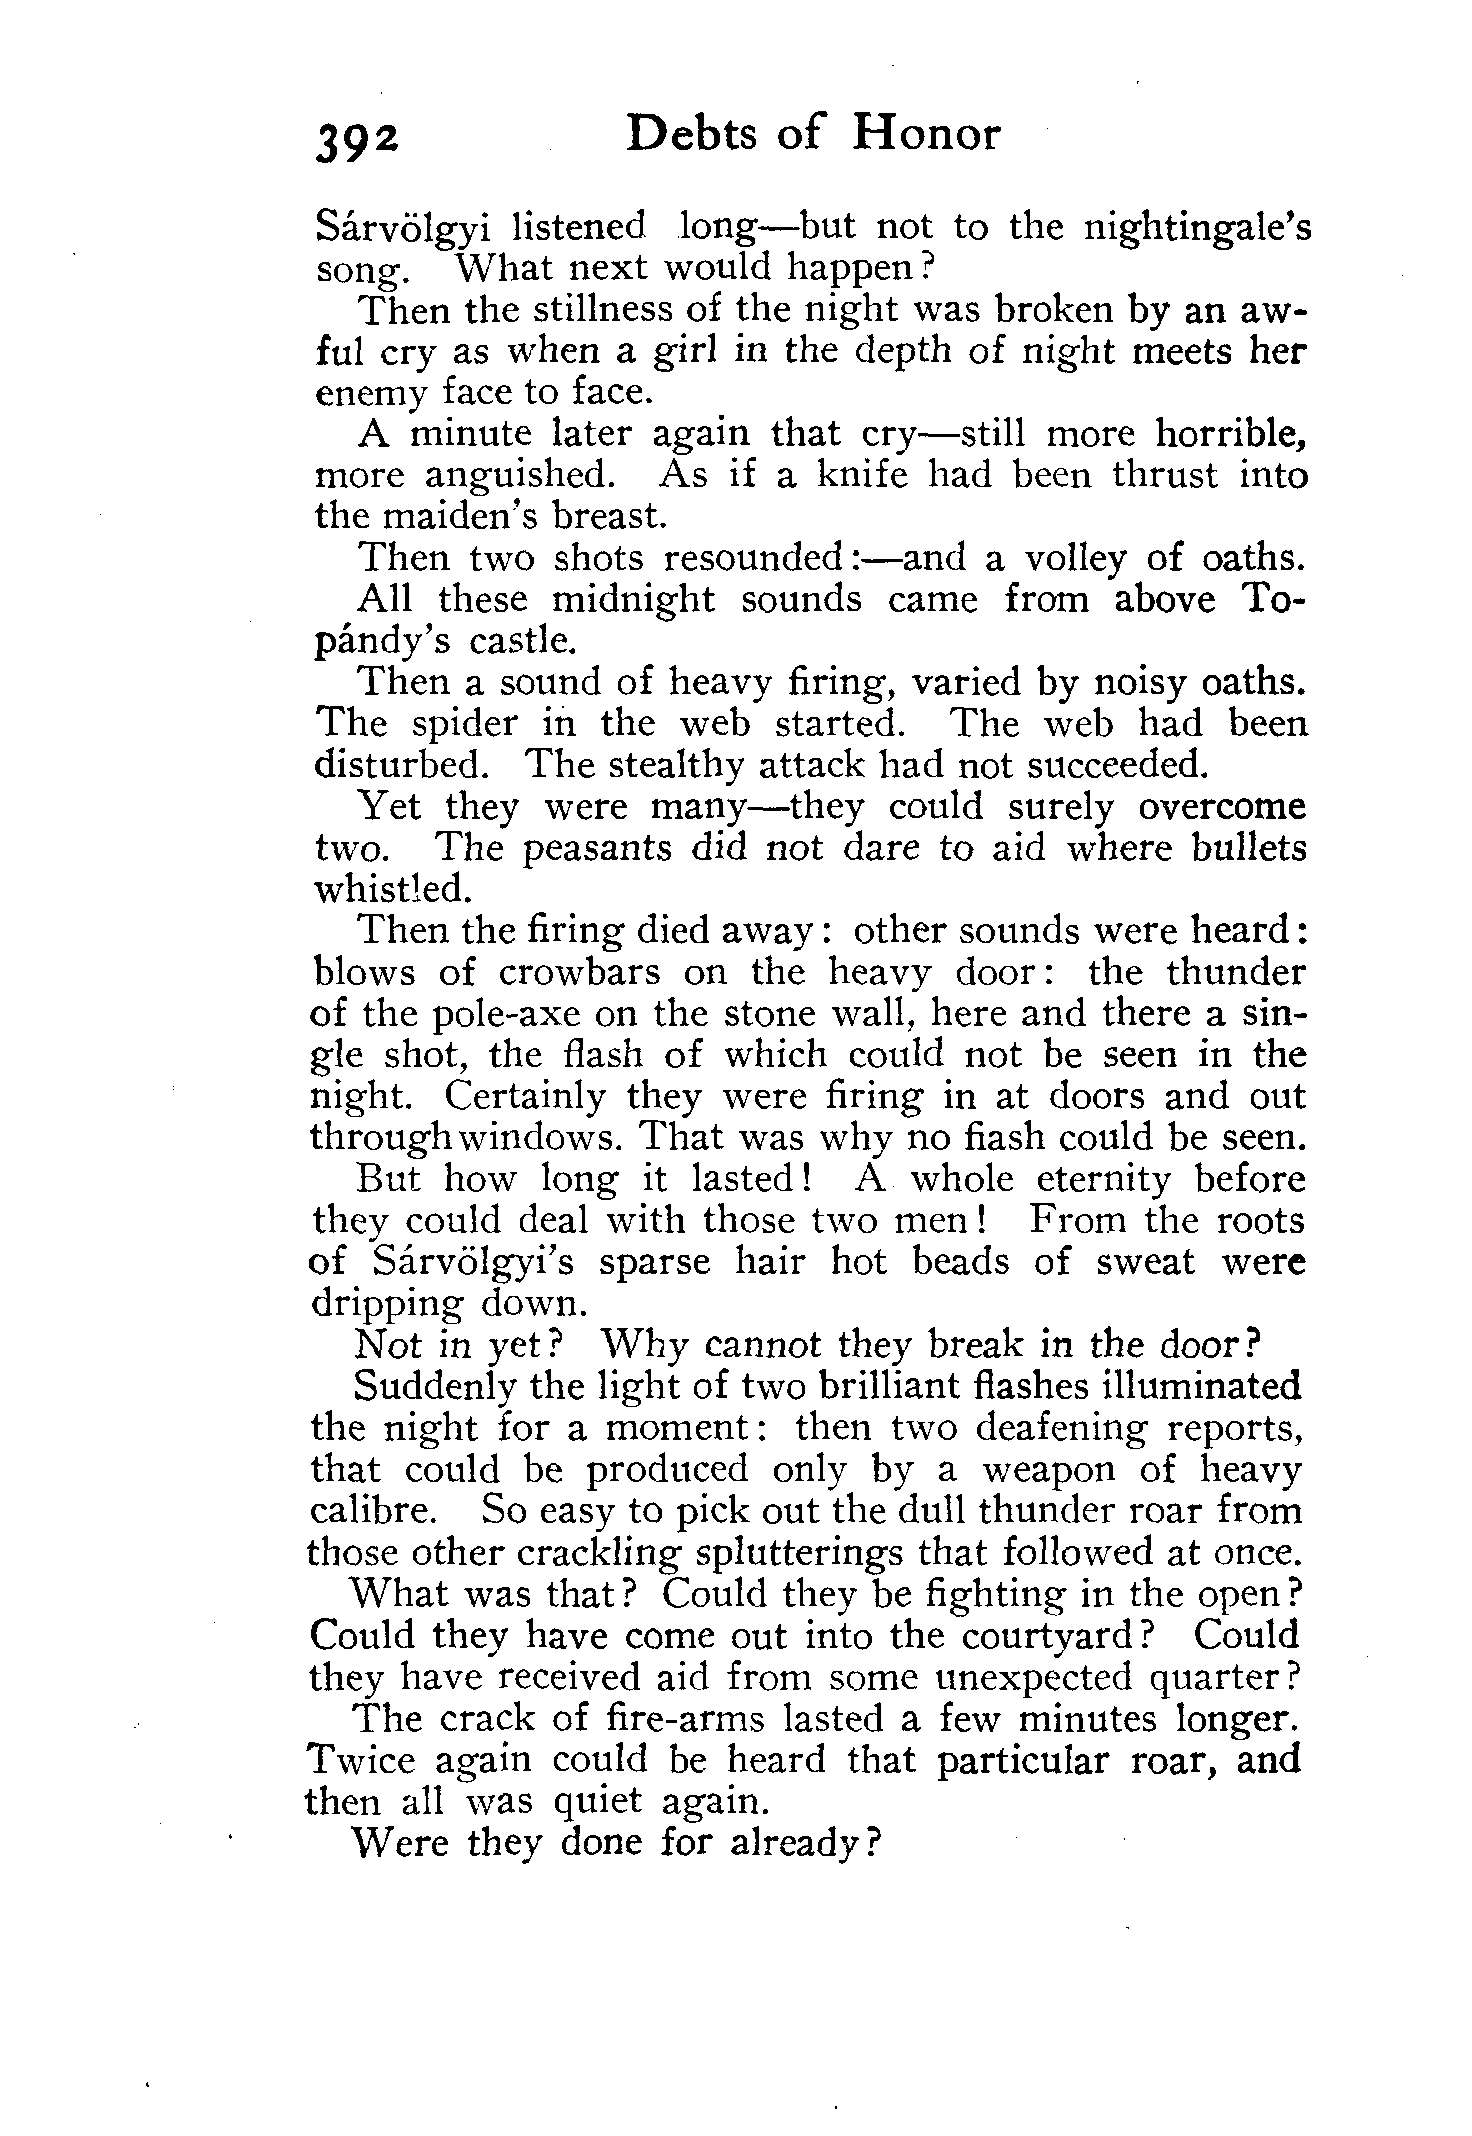 392 Debts of Honor
Sárvölgyi listened long—but not to the nightingale's
song. What next would happen?
Then the stillness of the night was broken by an aw-
ful cry as when a girl in the depth of night meets her
enemy face to face.
A minute later again that cry—still more horrible,
more anguished. As if a knife had been thrust into
the maiden's breast.
Then two shots resounded:—and a volley of oaths.
All these midnight sounds came from above To-
pándy's castle.
Then a sound of heavy firing, varied by noisy oaths.
The spider in the web started. The web had been
disturbed. The stealthy attack had not succeeded.
Yet they were many—they could surely overcome
two. The peasants did not dare to aid where bullets
whistled.
Then the firing died away: other sounds were heard:
blows of crowbars on the heavy door: the thunder
of the pole-axe on the stone wall, here and there a sin-
gle shot, the flash of which could not be seen in the
night. Certainly they were firing in at doors and out
through windows. That was why no flash could be seen.
But how long it lasted! A whole eternity before
they could deal with those two men! From the roots
of Sárvölgyi's sparse hair hot beads of sweat were
dripping down.
Not in yet? Why cannot they break in the door?
Suddenly the light of two brilliant flashes illuminated
the night for a moment: then two deafening reports,
that could be produced only by a weapon of heavy
calibre. So easy to pick out the dull thunder roar from
those other crackling splutterings that followed at once.
What was that? Could they be fighting in the open?
Could they have come out into the courtyard? Could
they have received aid from some unexpected quarter?
The crack of fire-arms lasted a few minutes longer.
Twice again could be heard that particular roar, and
then all was quiet again.
Were they done for already?